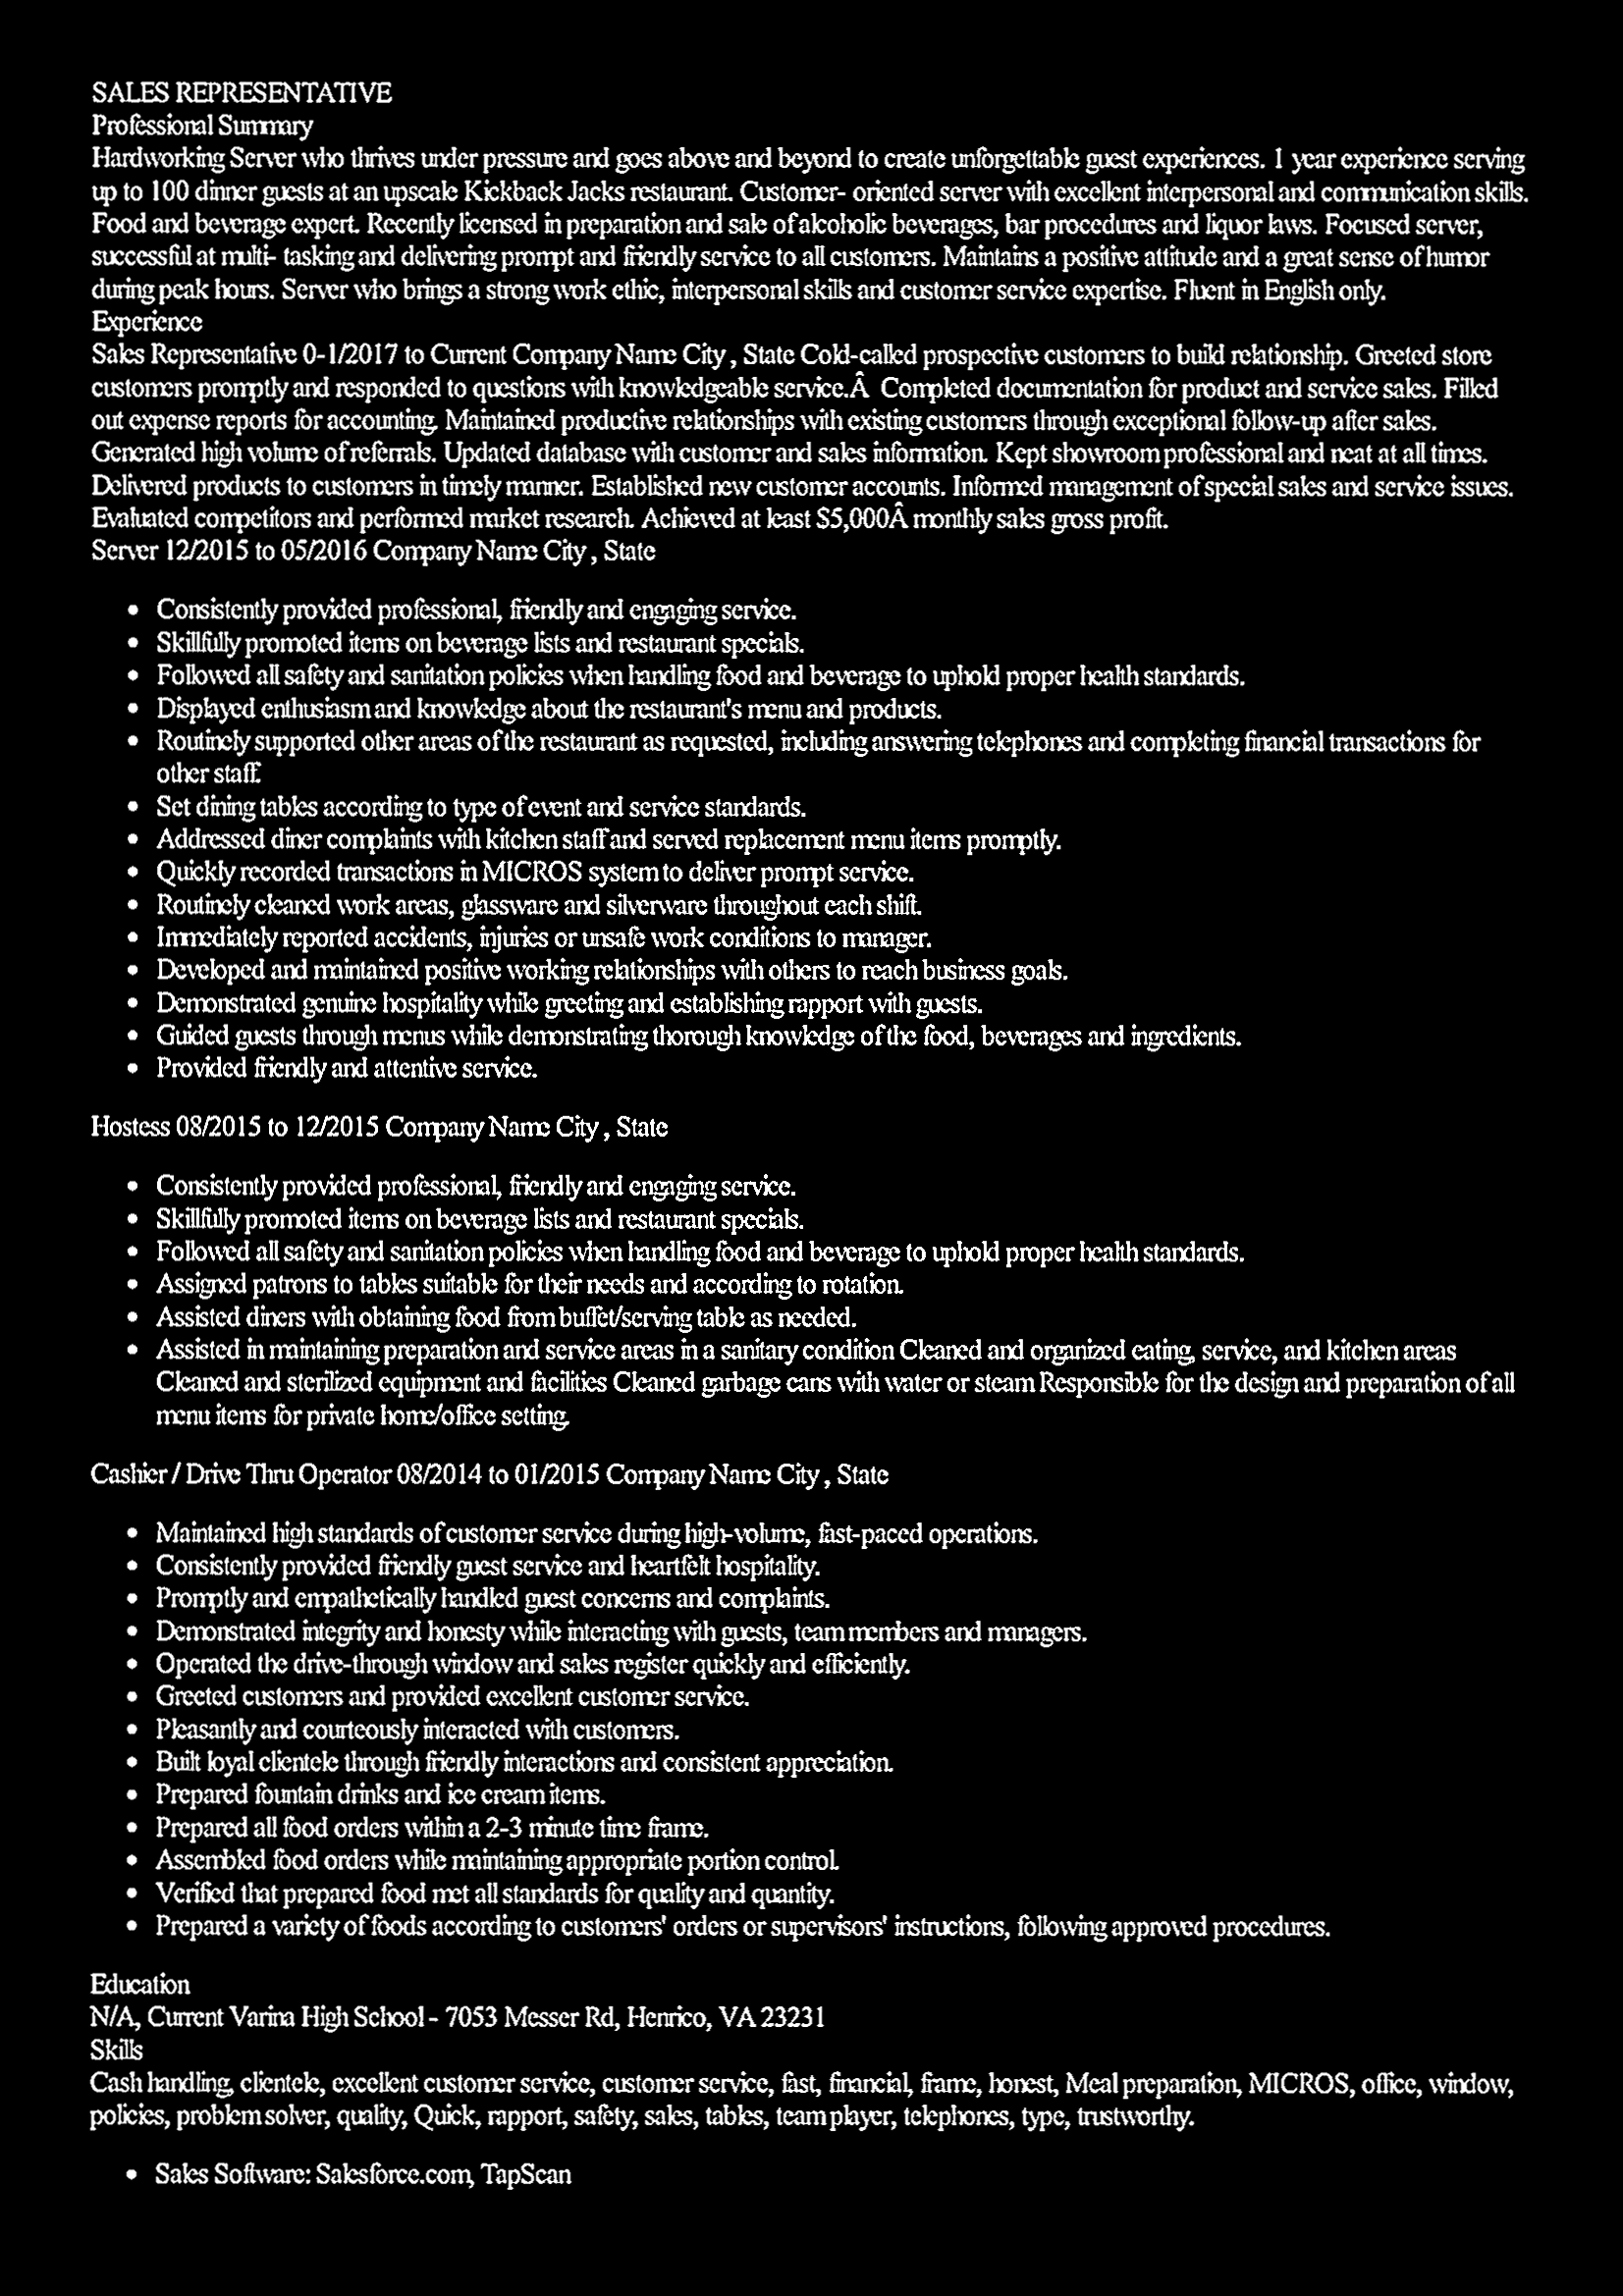 SALES REPRESENTATIVE
Professional Summary
Hardworking Server who thrives under pressure and goes above and beyond to create unforgettable guest experiences. 1 year experience serving
up to 100 dinner guests at an upscale Kickback Jacks restaurant. Customer- oriented server with excellent interpersonal and communication skills.
Food and beverage expert. Recently licensed in preparation and sale of alcoholic beverages, bar procedures and liquor laws. Focused server,
successful at multi- tasking and delivering prompt and friendly service to all customers. Maintains a positive attitude and a great sense of humor
during peak hours. Server who brings a strong work ethic, interpersonal skills and customer service expertise. Fluent in English only.
Experience
Sales Representative 0-1/2017 to Current Company Name City , State Cold-called prospective customers to build relationship. Greeted store
customers promptly and responded to questions with knowledgeable service.Â  Completed documentation for product and service sales. Filled
out expense reports for accounting. Maintained productive relationships with existing customers through exceptional follow-up after sales.
Generated high volume of referrals. Updated database with customer and sales information. Kept showroom professional and neat at all times.
Delivered products to customers in timely manner. Established new customer accounts. Informed management of special sales and service issues.
Evaluated competitors and performed market research. Achieved at least $5,000Â monthly sales gross profit.
Server 12/2015 to 05/2016 Company Name City , State
• Consistently provided professional, friendly and engaging service.
• Skillfully promoted items on beverage lists and restaurant specials.
• Followed all safety and sanitation policies when handling food and beverage to uphold proper health standards.
• Displayed enthusiasm and knowledge about the restaurant's menu and products.
• Routinely supported other areas of the restaurant as requested, including answering telephones and completing financial transactions for
other staff.
• Set dining tables according to type of event and service standards.
• Addressed diner complaints with kitchen staff and served replacement menu items promptly.
• Quickly recorded transactions in MICROS system to deliver prompt service.
• Routinely cleaned work areas, glassware and silverware throughout each shift.
• Immediately reported accidents, injuries or unsafe work conditions to manager.
• Developed and maintained positive working relationships with others to reach business goals.
• Demonstrated genuine hospitality while greeting and establishing rapport with guests.
• Guided guests through menus while demonstrating thorough knowledge of the food, beverages and ingredients.
• Provided friendly and attentive service.
Hostess 08/2015 to 12/2015 Company Name City , State
• Consistently provided professional, friendly and engaging service.
• Skillfully promoted items on beverage lists and restaurant specials.
• Followed all safety and sanitation policies when handling food and beverage to uphold proper health standards.
• Assigned patrons to tables suitable for their needs and according to rotation.
• Assisted diners with obtaining food from buffet/serving table as needed.
• Assisted in maintaining preparation and service areas in a sanitary condition Cleaned and organized eating, service, and kitchen areas
Cleaned and sterilized equipment and facilities Cleaned garbage cans with water or steam Responsible for the design and preparation of all
menu items for private home/office setting.
Cashier / Drive Thru Operator 08/2014 to 01/2015 Company Name City , State
• Maintained high standards of customer service during high-volume, fast-paced operations.
• Consistently provided friendly guest service and heartfelt hospitality.
• Promptly and empathetically handled guest concerns and complaints.
• Demonstrated integrity and honesty while interacting with guests, team members and managers.
• Operated the drive-through window and sales register quickly and efficiently.
• Greeted customers and provided excellent customer service.
• Pleasantly and courteously interacted with customers.
• Built loyal clientele through friendly interactions and consistent appreciation.
• Prepared fountain drinks and ice cream items.
• Prepared all food orders within a 2-3 minute time frame.
• Assembled food orders while maintaining appropriate portion control.
• Verified that prepared food met all standards for quality and quantity.
• Prepared a variety of foods according to customers' orders or supervisors' instructions, following approved procedures.
Education
N/A, Current Varina High School - 7053 Messer Rd, Henrico, VA 23231
Skills
Cash handling, clientele, excellent customer service, customer service, fast, financial, frame, honest, Meal preparation, MICROS, office, window,
policies, problem solver, quality, Quick, rapport, safety, sales, tables, team player, telephones, type, trustworthy.
• Sales Software: Salesforce.com, TapScan